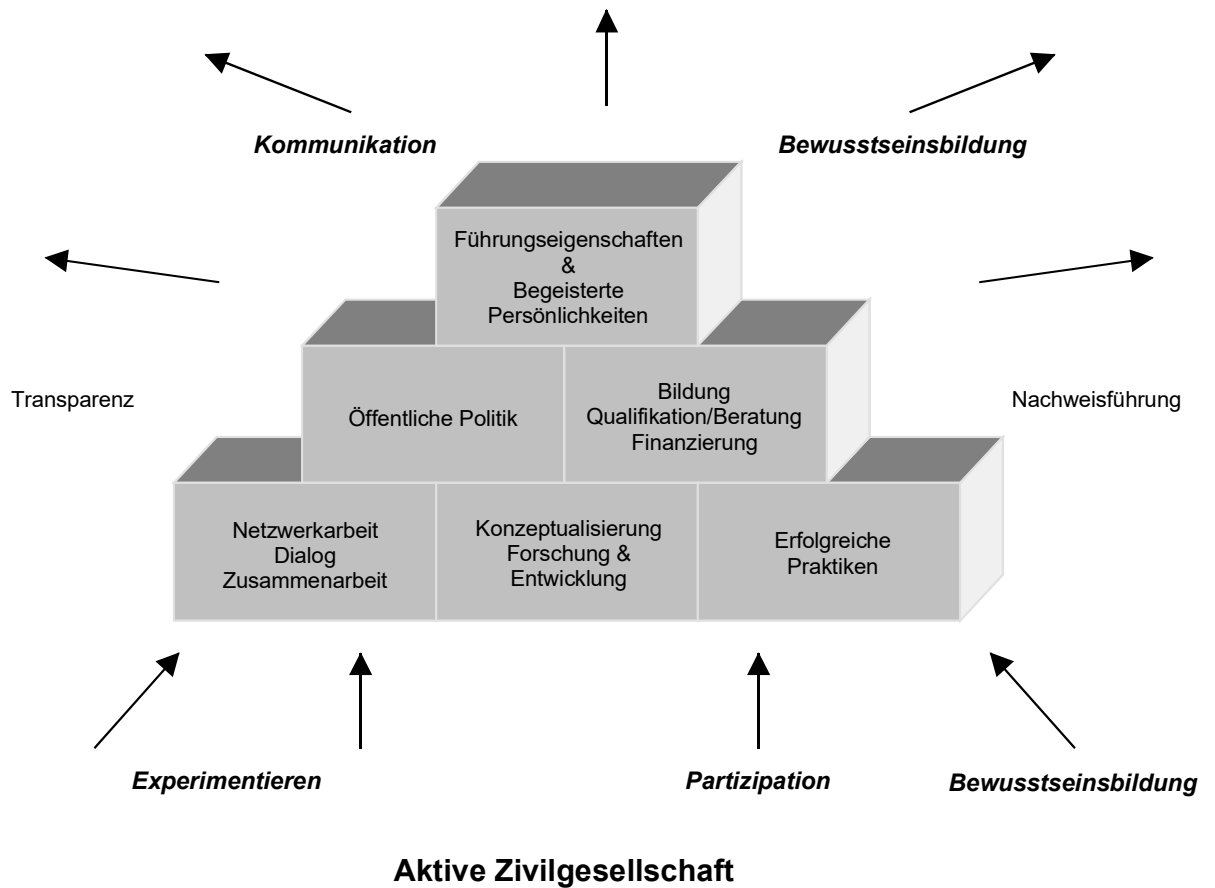 Kommunikation
Bewusstseinsbildung
Führungseigenschaften
&
Begeisterte
Persönlichkeiten
Transparenz
Öffentliche Politik
Bildung
Qualifikation/Beratung
Finanzierung
Nachweisführung
Netzwerkarbeit
Dialog
Zusammenarbeit
Konzeptualisierung
Forschung &
Entwicklung
Erfolgreiche
Praktiken
Experimentieren
Partizipation
Bewusstseinsbildung
Aktive Zivilgesellschaft